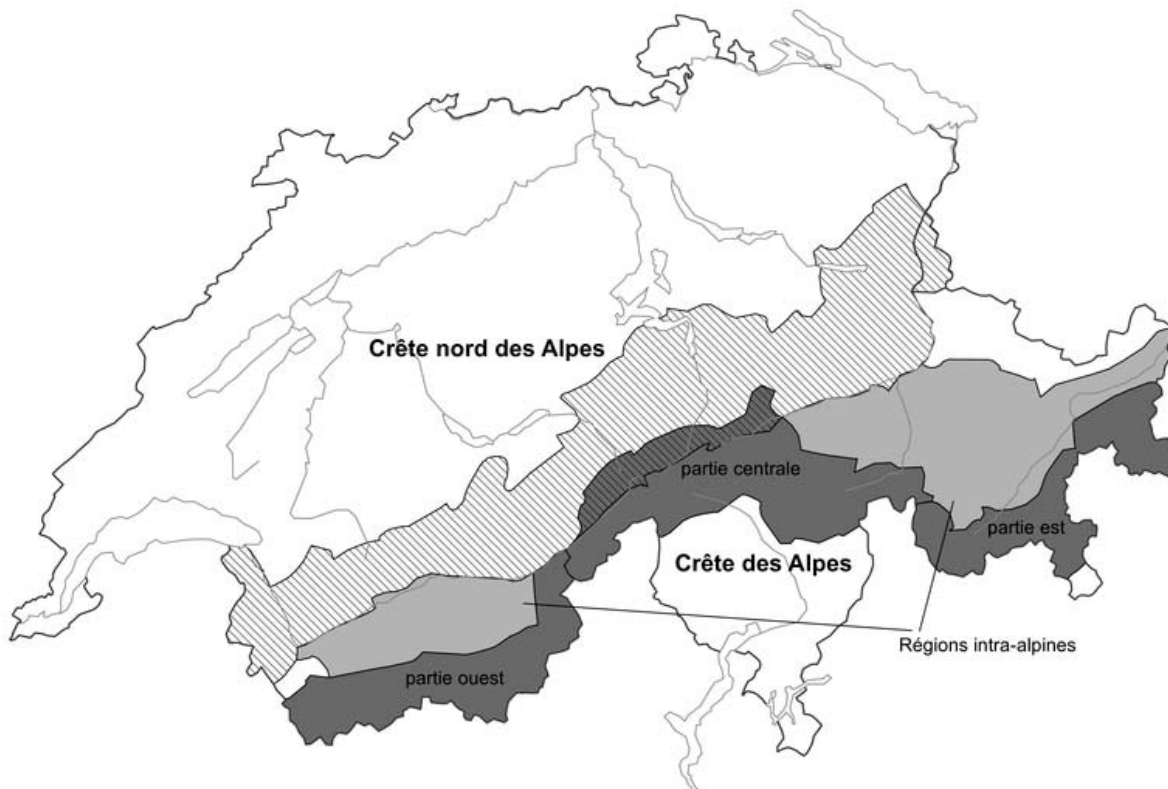 Crête nord des Alpes
partie centrale
partie est
Crête des Alpes
Régions intra-alpines
partie ouest